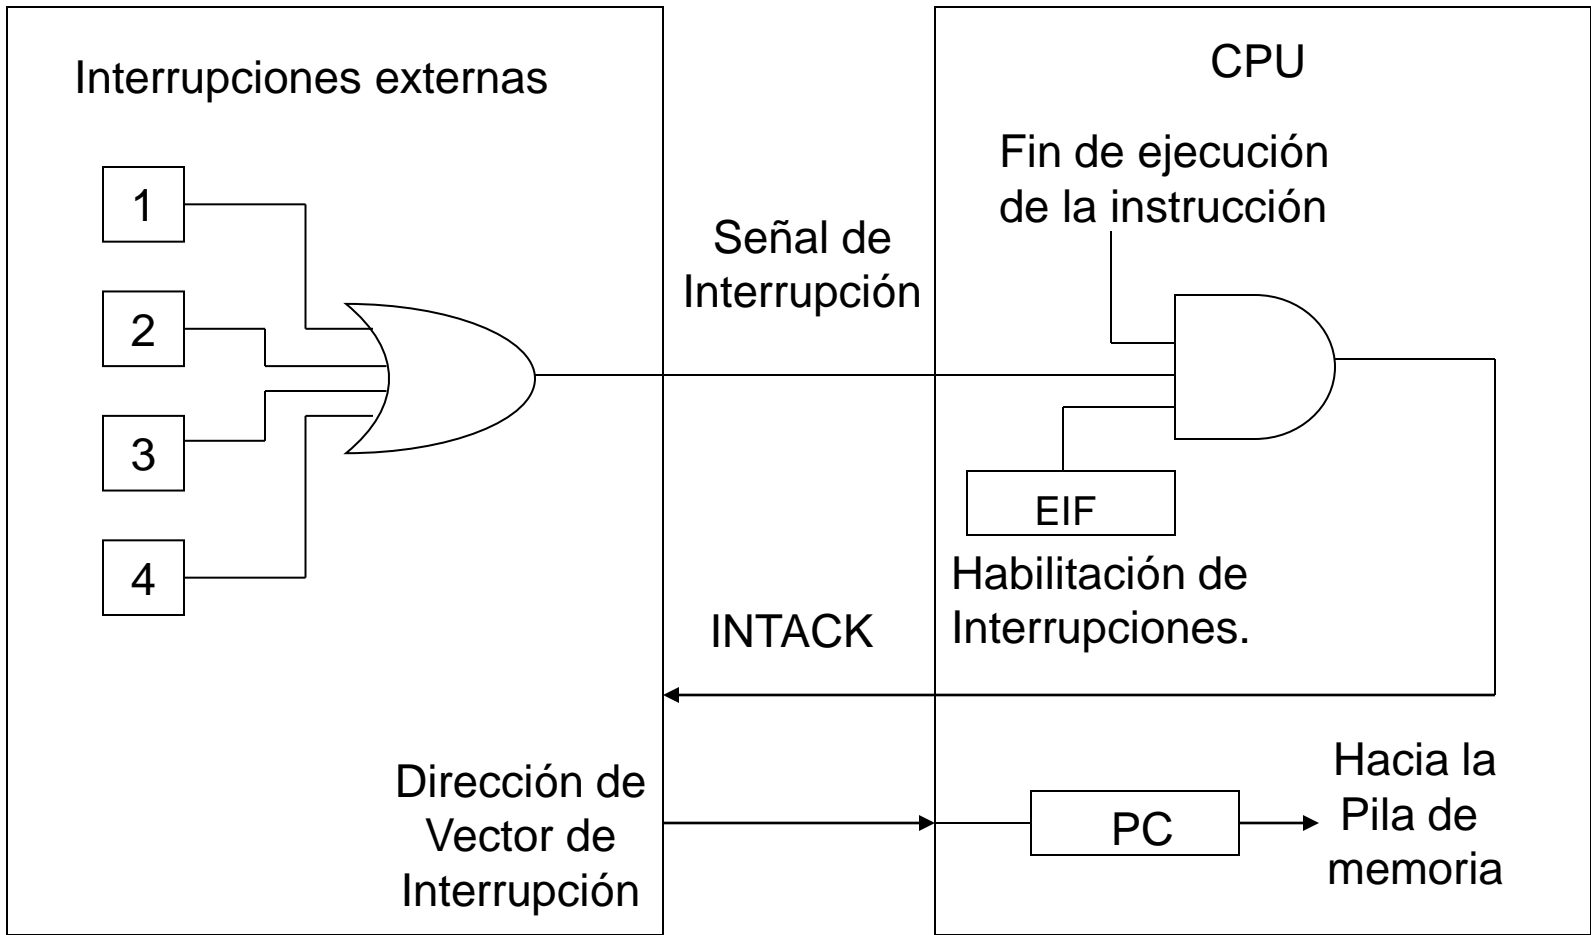 Interrupciones externas
1
2
3
4
Señal de
Interrupción
CPU
Fin de ejecución
de la instrucción
EIF
Habilitación de
Interrupciones.
INTACK
Dirección de
Vector de
Interrupción
PC
Hacia la
Pila de
memoria